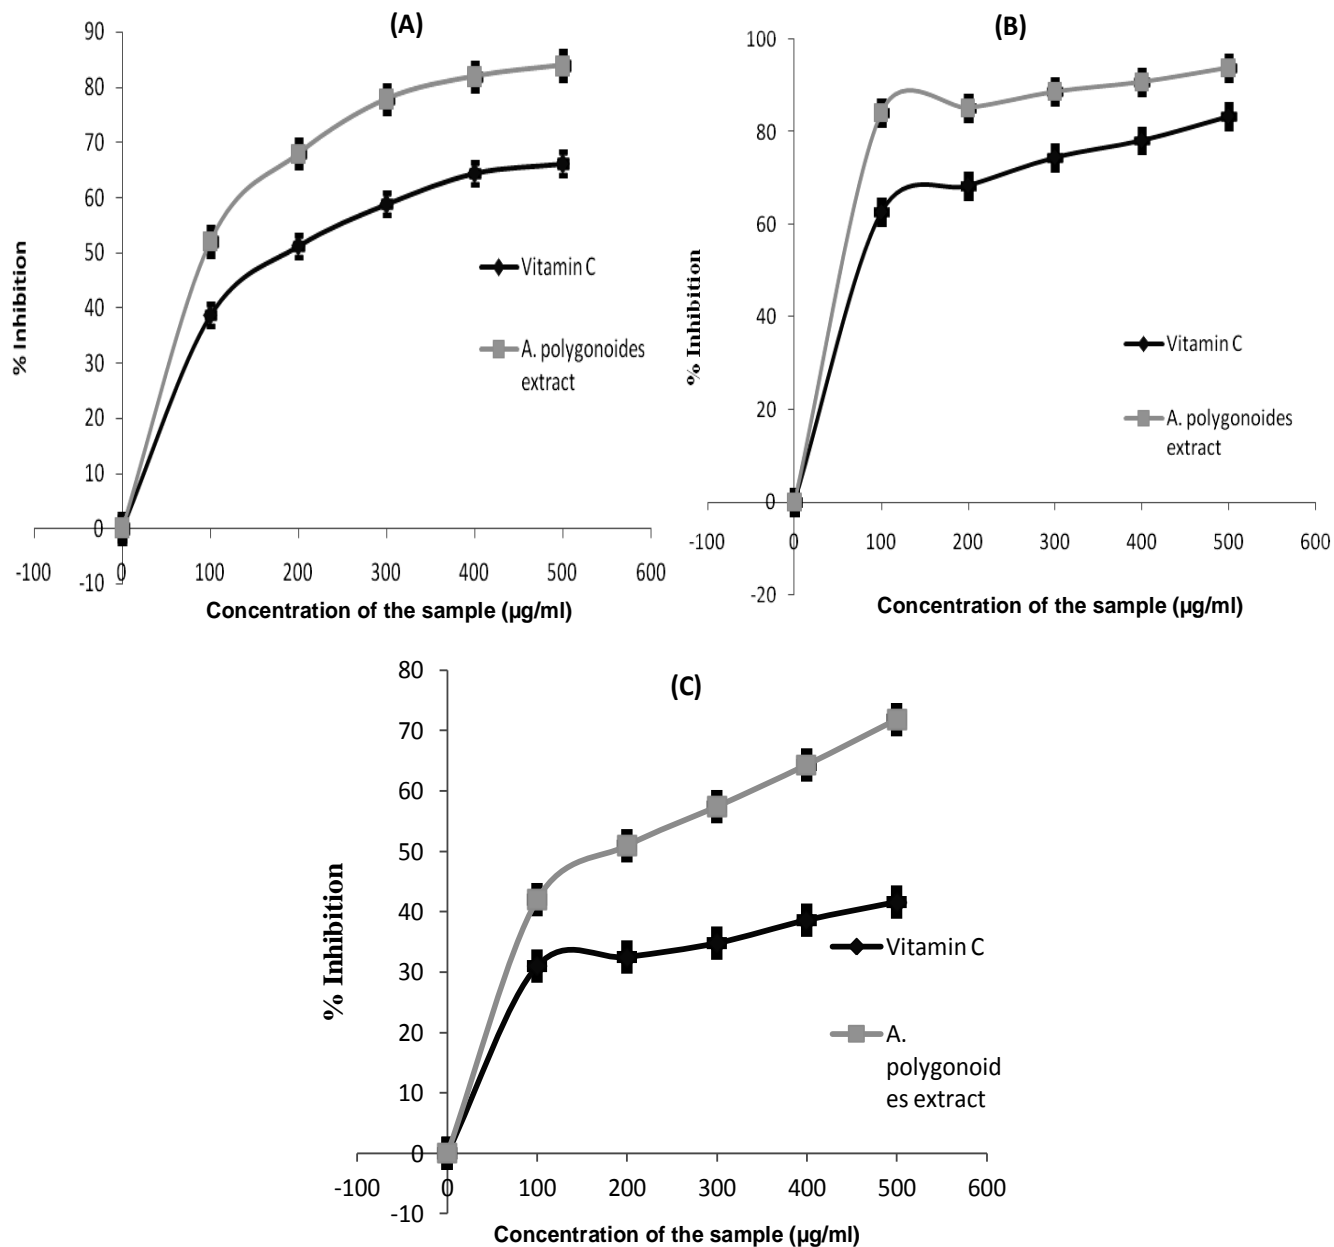 (A)
90
80
70
60
50
40
30
20
10
0
-10
-100
0
100
200
300
400
500
600
% Inhibition
Concentration of the sample (µg/ml)
Vitamin C
A. polygonoides
extract
(B)
100
80
60
40
20
0
-20
-100
0
100
200
300
400
500
600
% Inhibition
Concentration of the sample (µg/ml)
Vitamin C
A. polygonoides
extract
(C)
80
70
60
50
40
30
20
10
0
-10
-100
0
100
200
300
400
500
600
% Inhibition
Concentration of the sample (µg/ml)
Vitamin C
A.
polygonoid
es extract